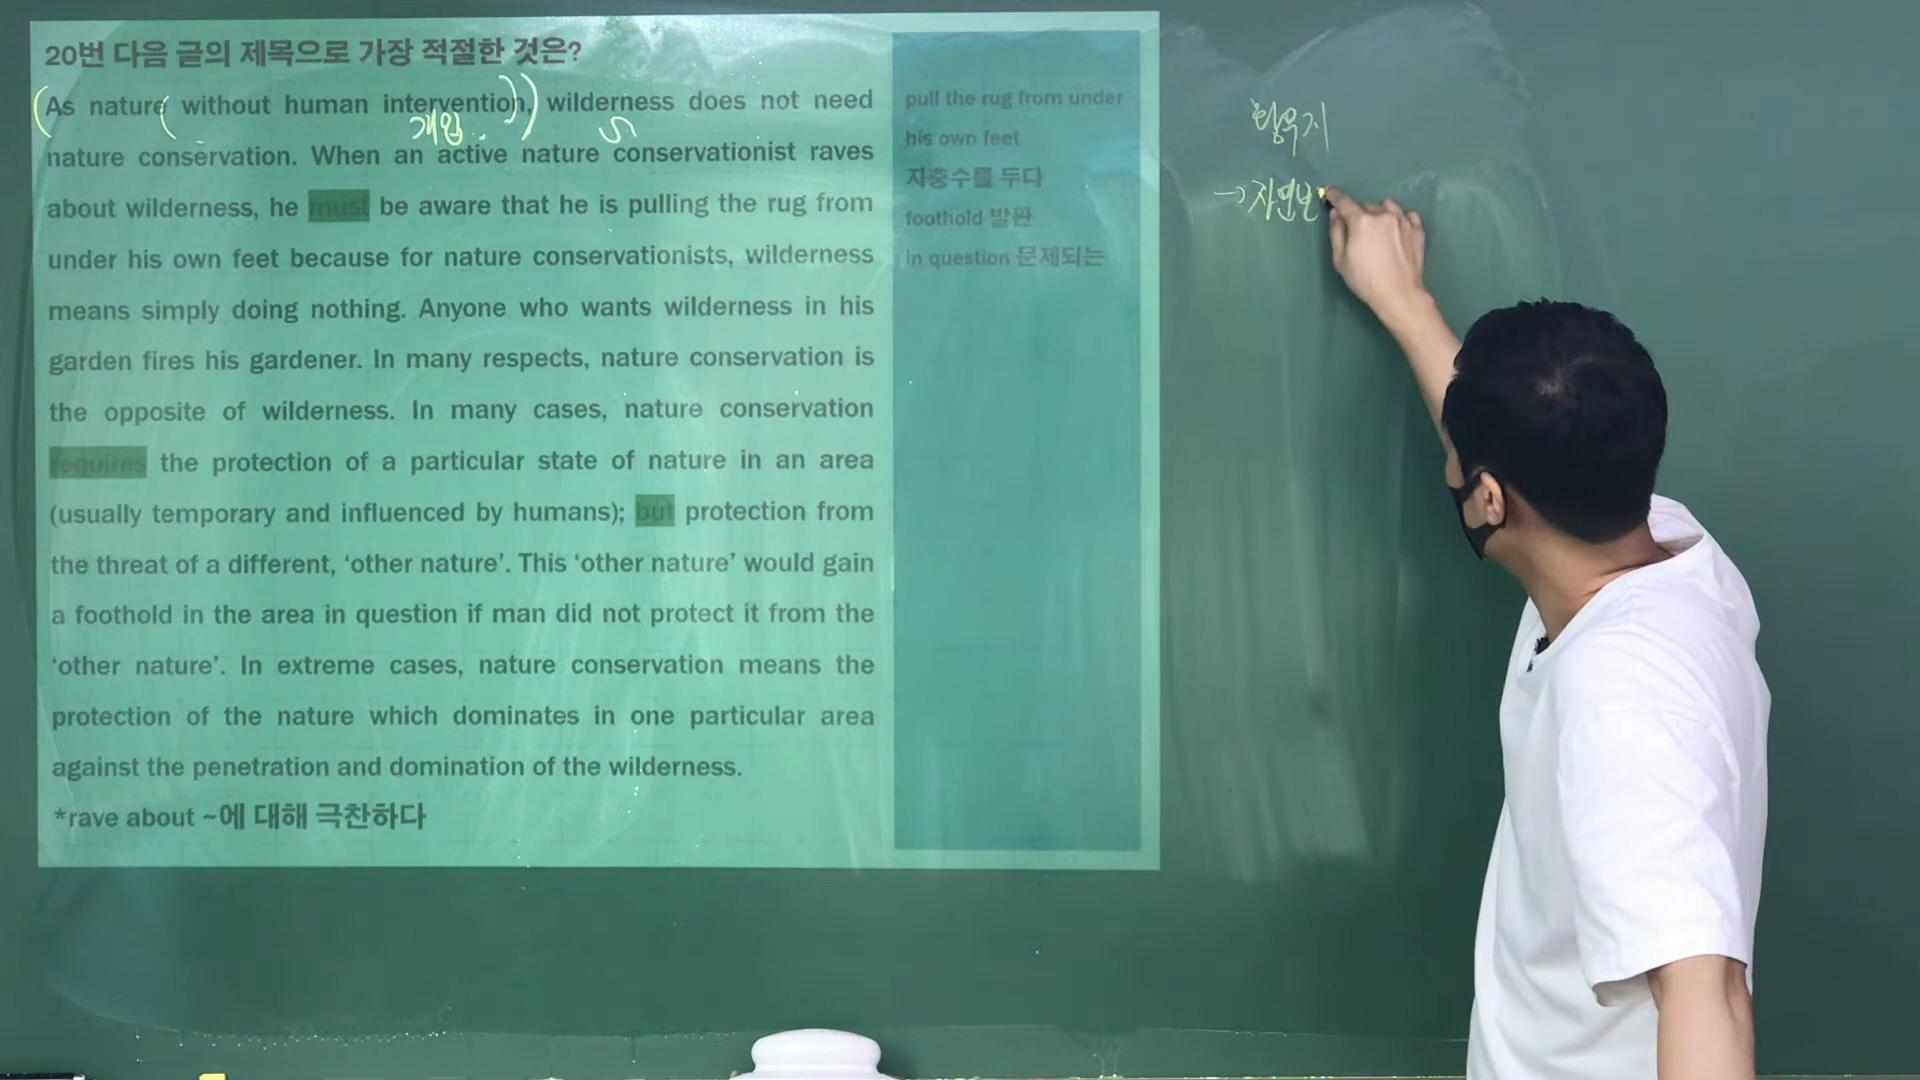 20번 다음 글의 제목으로 가장 적절한 것은?
(As nature (without human intervention,)) wilderness does not need
개입
nature conservation. When an active nature conservationist raves
about wilderness, he must be aware that he is pulling the rug from
under his own feet because for nature conservationists, wilderness
means simply doing nothing. Anyone who wants wilderness in his
garden fires his gardener. In many respects, nature conservation is
the opposite of wilderness. In many cases, nature conservation
requires the protection of a particular state of nature in an area
(usually temporary and influenced by humans); but protection from
the threat of a different, ‘other nature’. This ‘other nature’ would gain
a foothold in the area in question if man did not protect it from the
‘other nature’. In extreme cases, nature conservation means the
protection of the nature which dominates in one particular area
against the penetration and domination of the wilderness.
*rave about ~에 대해 극찬하다
pull the rug from under
his own feet
자충수를 두다
foothold 발판
in question 문제되는
황무지
→ 자연보